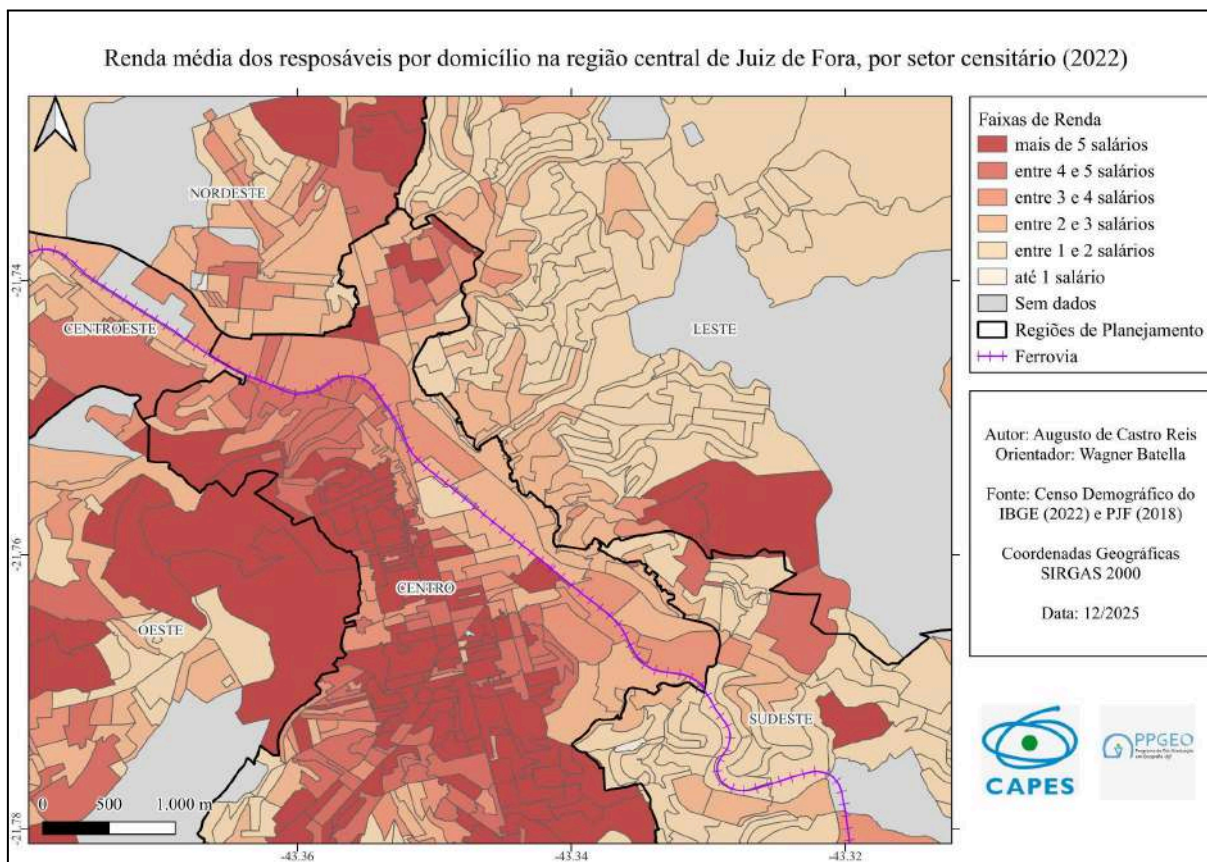 Renda média dos resposáveis por domicílio na região central de Juiz de Fora, por setor censitário (2022)
NORDESTE
CENTROESTE
LESTE
CENTRO
OESTE
SUDESTE
-21,74
-21,76
-21,78
0 500 1.000 m
-43.36
-43.34
-43.32
Faixas de Renda
mais de 5 salários
entre 4 e 5 salários
entre 3 e 4 salários
entre 2 e 3 salários
entre 1 e 2 salários
até 1 salário
Sem dados
Regiões de Planejamento
Ferrovia
Autor: Augusto de Castro Reis
Orientador: Wagner Batella
Fonte: Censo Demográfico do
IBGE (2022) e PJF (2018)
Coordenadas Geográficas
SIRGAS 2000
Data: 12/2025
CAPES
PPGEO